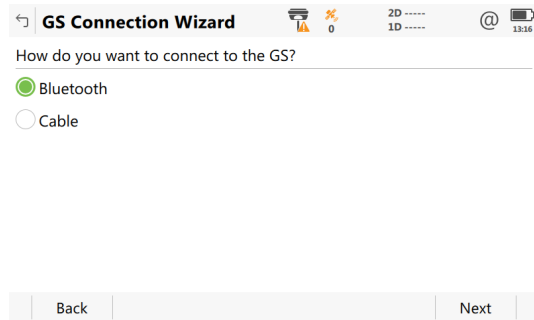 GS Connection Wizard
0
2D -----
1D -----
@
13:16
How do you want to connect to the GS?
Bluetooth
Cable
Back
Next